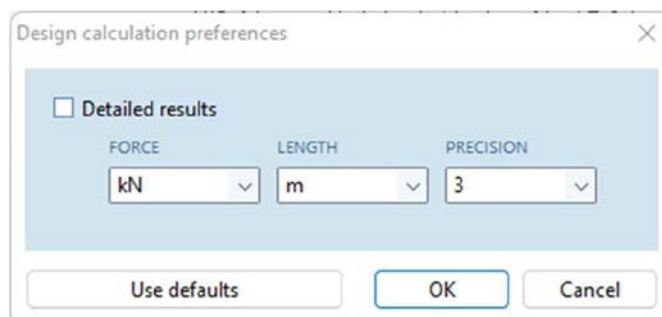 Design calculation preferences
Detailed results
FORCE LENGTH PRECISION
kN m 3
Use defaults OK Cancel